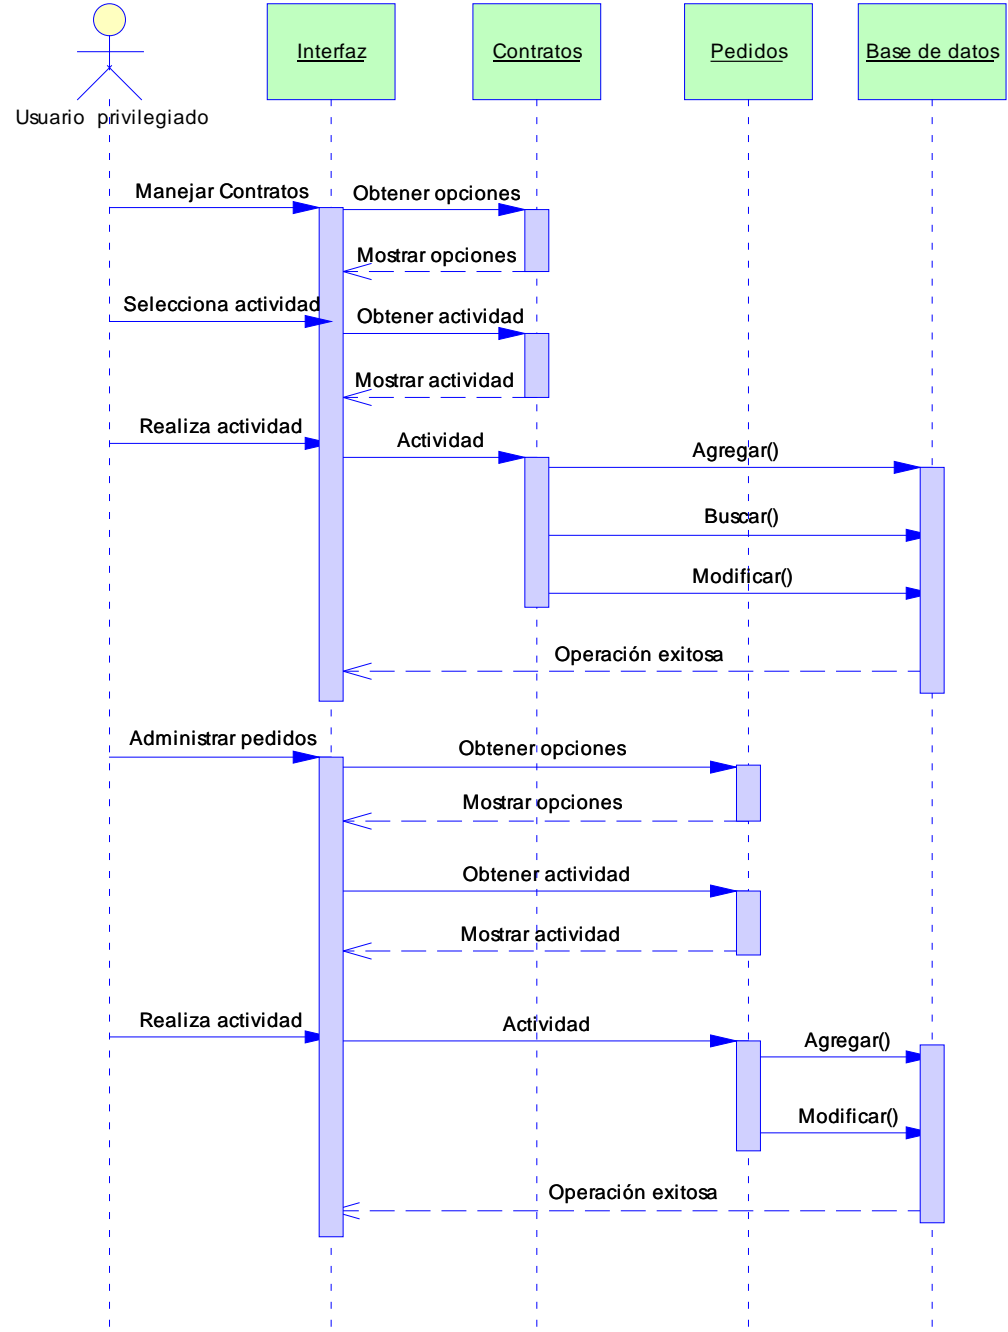 Interfaz
Contratos
Pedidos
Base de datos
Usuario privilegiado
Manejar Contratos
Obtener opciones
Mostrar opciones
Selecciona actividad
Obtener actividad
Mostrar actividad
Realiza actividad
Actividad
Agregar()
Buscar()
Modificar()
Operación exitosa
Administrar pedidos
Obtener opciones
Mostrar opciones
Obtener actividad
Mostrar actividad
Realiza actividad
Actividad
Agregar()
Modificar()
Operación exitosa